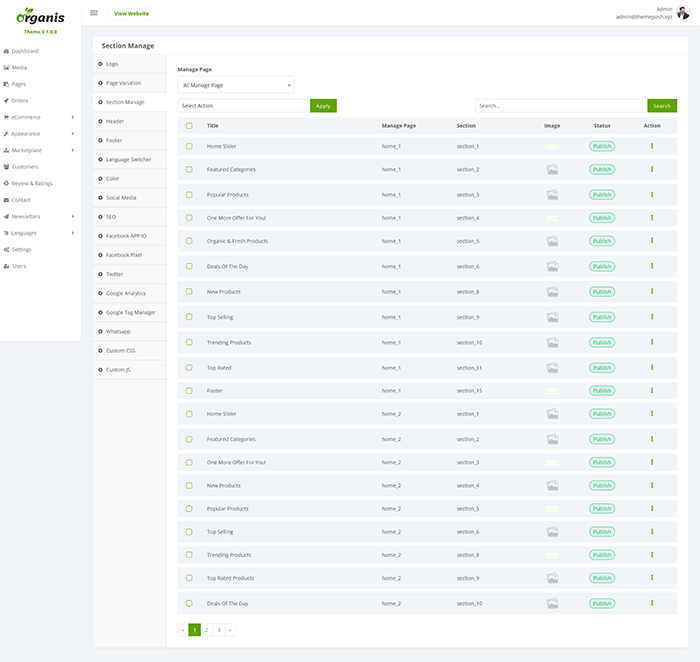 Organis
Theme V 1.0.0
View Website
Admin
admin@themeposh.xyz
Dashboard
Media
Pages
Orders
eCommerce
Appearance
Marketplace
Customers
Review & Ratings
Contact
Newsletters
Languages
Settings
Users
Section Manage
Logo
Page Variation
Section Manage
Header
Footer
Language Switcher
Color
Social Media
SEO
Facebook APP ID
Facebook Pixel
Twitter
Google Analytics
Google Tag Manager
Whatsapp
Custom CSS
Custom JS
Manage Page
All Manage Page
Select Action Apply Search... Search
Title Manage Page Section Image Status Action
Home Slider home_1 section_1 Publish
Featured Categories home_1 section_2 Publish
Popular Products home_1 section_3 Publish
One More Offer For You! home_1 section_4 Publish
Organic & Fresh Products home_1 section_5 Publish
Deals Of The Day home_1 section_6 Publish
New Products home_1 section_8 Publish
Top Selling home_1 section_9 Publish
Trending Products home_1 section_10 Publish
Top Rated home_1 section_11 Publish
Footer home_1 section_15 Publish
Home Slider home_2 section_1 Publish
Featured Categories home_2 section_2 Publish
One More Offer For You! home_2 section_3 Publish
New Products home_2 section_4 Publish
Popular Products home_2 section_5 Publish
Top Selling home_2 section_6 Publish
Trending Products home_2 section_8 Publish
Top Rated Products home_2 section_9 Publish
Deals Of The Day home_2 section_10 Publish
‹ 1 2 3 ›